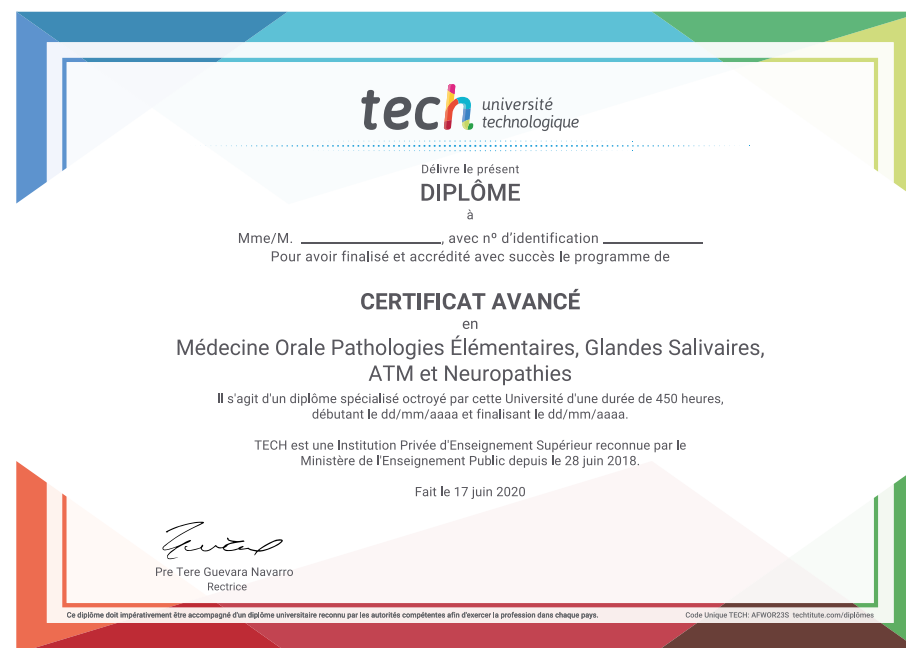 tech université
technologique
Délivre le présent
DIPLÔME
à
Mme/M. ____________________, avec nº d'identification ______________
Pour avoir finalisé et accrédité avec succès le programme de
CERTIFICAT AVANCÉ
en
Médecine Orale Pathologies Élémentaires, Glandes Salivaires,
ATM et Neuropathies
Il s'agit d'un diplôme spécialisé octroyé par cette Université d'une durée de 450 heures,
débutant le dd/mm/aaaa et finalisant le dd/mm/aaaa.
TECH est une Institution Privée d'Enseignement Supérieur reconnue par le
Ministère de l'Enseignement Public depuis le 28 juin 2018.
Fait le 17 juin 2020
Pre Tere Guevara Navarro
Rectrice
Ce diplôme doit impérativement être accompagné d'un diplôme universitaire reconnu par les autorités compétentes afin d'exercer la profession dans chaque pays.
Code Unique TECH: AFWOR23S techtitute.com/diplômes